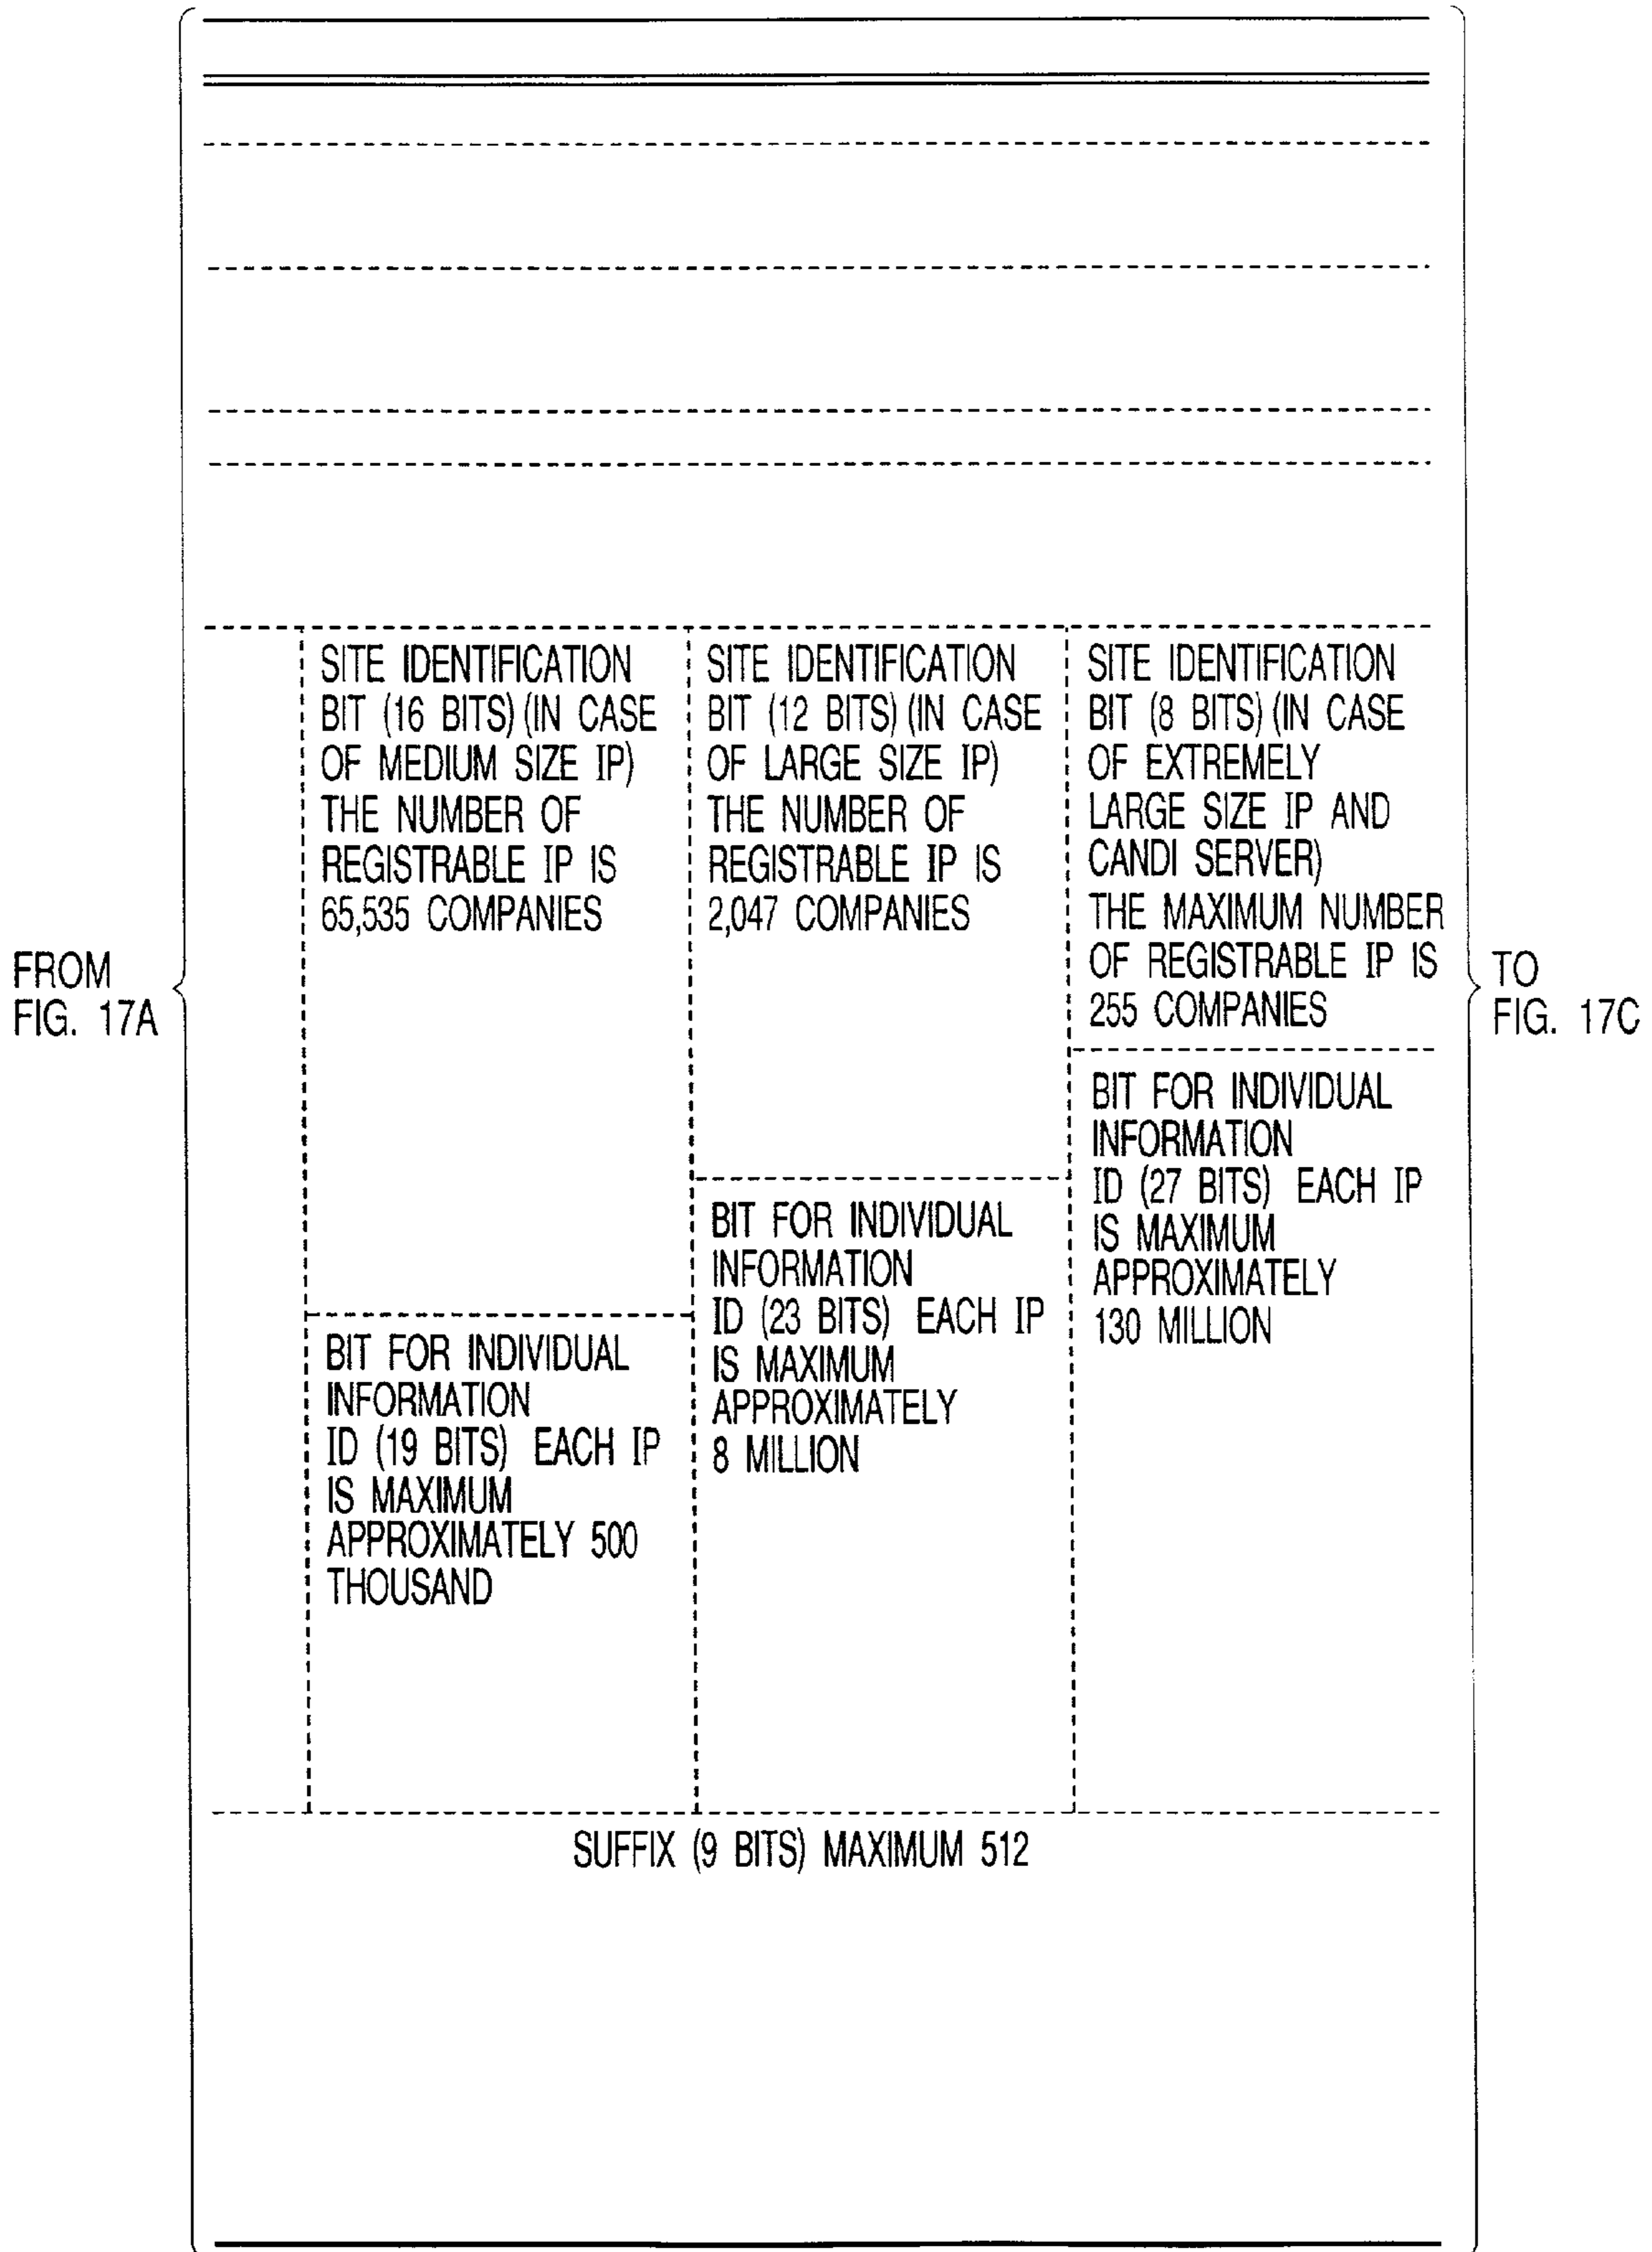 FROM
FIG. 17A
SITE IDENTIFICATION
BIT (16 BITS) (IN CASE
OF MEDIUM SIZE IP)
THE NUMBER OF
REGISTRABLE IP IS
65,535 COMPANIES
BIT FOR INDIVIDUAL
INFORMATION
ID (19 BITS) EACH IP
IS MAXIMUM
APPROXIMATELY 500
THOUSAND
SITE IDENTIFICATION
BIT (12 BITS) (IN CASE
OF LARGE SIZE IP)
THE NUMBER OF
REGISTRABLE IP IS
2,047 COMPANIES
BIT FOR INDIVIDUAL
INFORMATION
ID (23 BITS) EACH IP
IS MAXIMUM
APPROXIMATELY
8 MILLION
SITE IDENTIFICATION
BIT (8 BITS) (IN CASE
OF EXTREMELY
LARGE SIZE IP AND
CANDI SERVER)
THE MAXIMUM NUMBER
OF REGISTRABLE IP IS
255 COMPANIES
BIT FOR INDIVIDUAL
INFORMATION
ID (27 BITS) EACH IP
IS MAXIMUM
APPROXIMATELY
130 MILLION
SUFFIX (9 BITS) MAXIMUM 512
TO
FIG. 17C